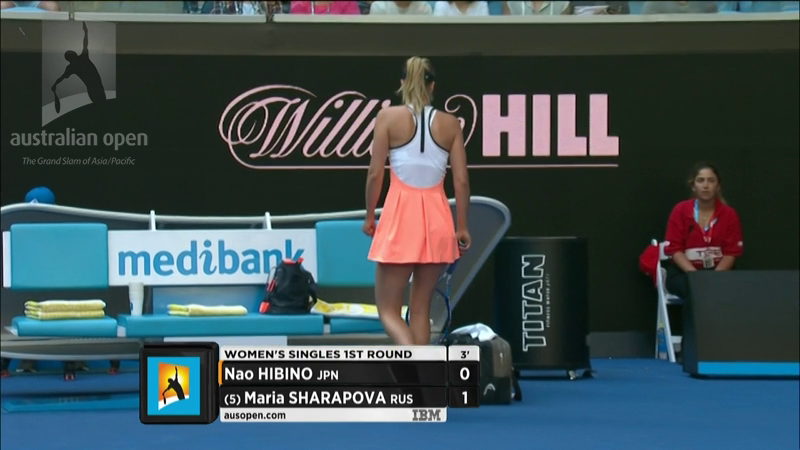 australian open
The Grand Slam of Asia/Pacific
William HILL
medibank
TITAN
WOMEN'S SINGLES 1ST ROUND 3'
Nao HIBINO JPN 0
(5) Maria SHARAPOVA RUS 1
ausopen.com IBM